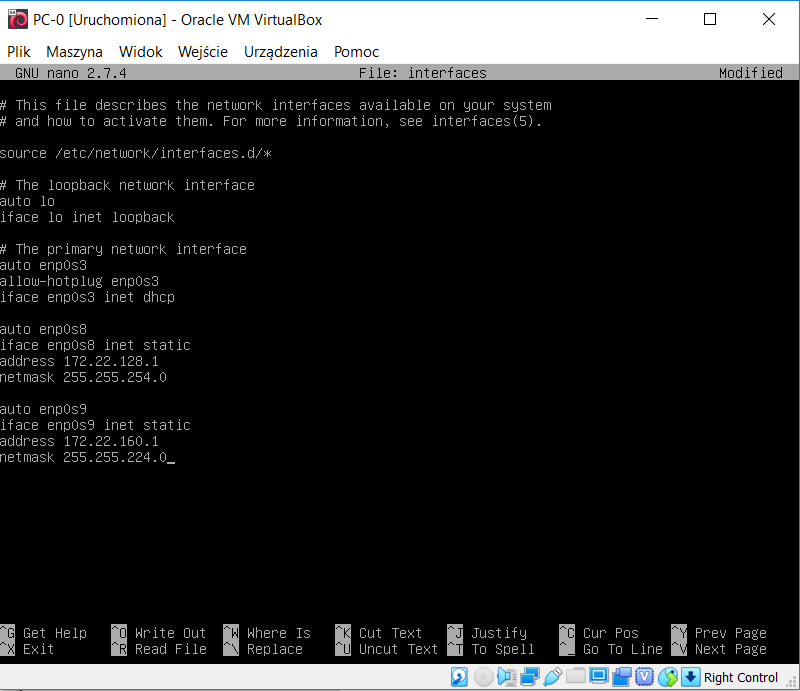 PC-0 [Uruchomiona] - Oracle VM VirtualBox
Plik Maszyna Widok Wejście Urządzenia Pomoc
GNU nano 2.7.4 File: interfaces Modified
# This file describes the network interfaces available on your system
# and how to activate them. For more information, see interfaces(5).
source /etc/network/interfaces.d/*
# The loopback network interface
auto lo
iface lo inet loopback
# The primary network interface
auto enp0s3
allow-hotplug enp0s3
iface enp0s3 inet dhcp
auto enp0s8
iface enp0s8 inet static
address 172.22.128.1
netmask 255.255.254.0
auto enp0s9
iface enp0s9 inet static
address 172.22.160.1
netmask 255.255.224.0_
^G Get Help ^O Write Out ^W Where Is ^K Cut Text ^J Justify ^C Cur Pos ^Y Prev Page
^X Exit ^R Read File ^\ Replace ^U Uncut Text ^T To Spell ^_ Go To Line ^V Next Page
Right Control